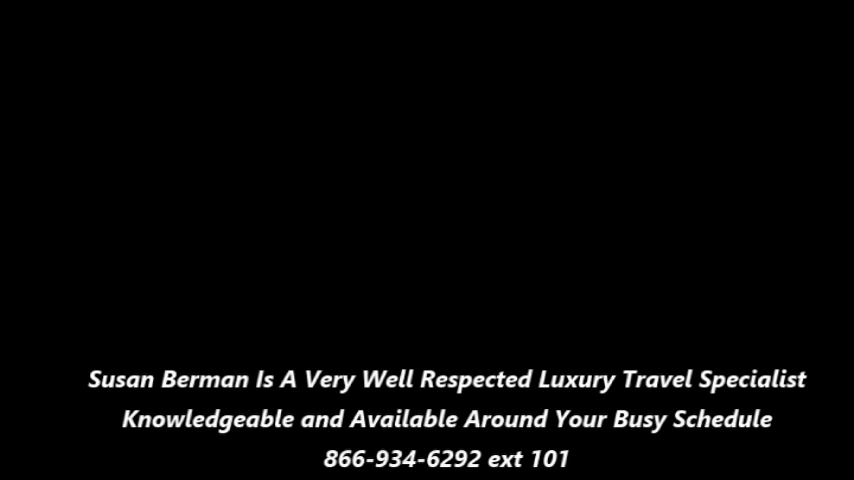 Susan Berman Is A Very Well Respected Luxury Travel Specialist
Knowledgeable and Available Around Your Busy Schedule
866-934-6292 ext 101